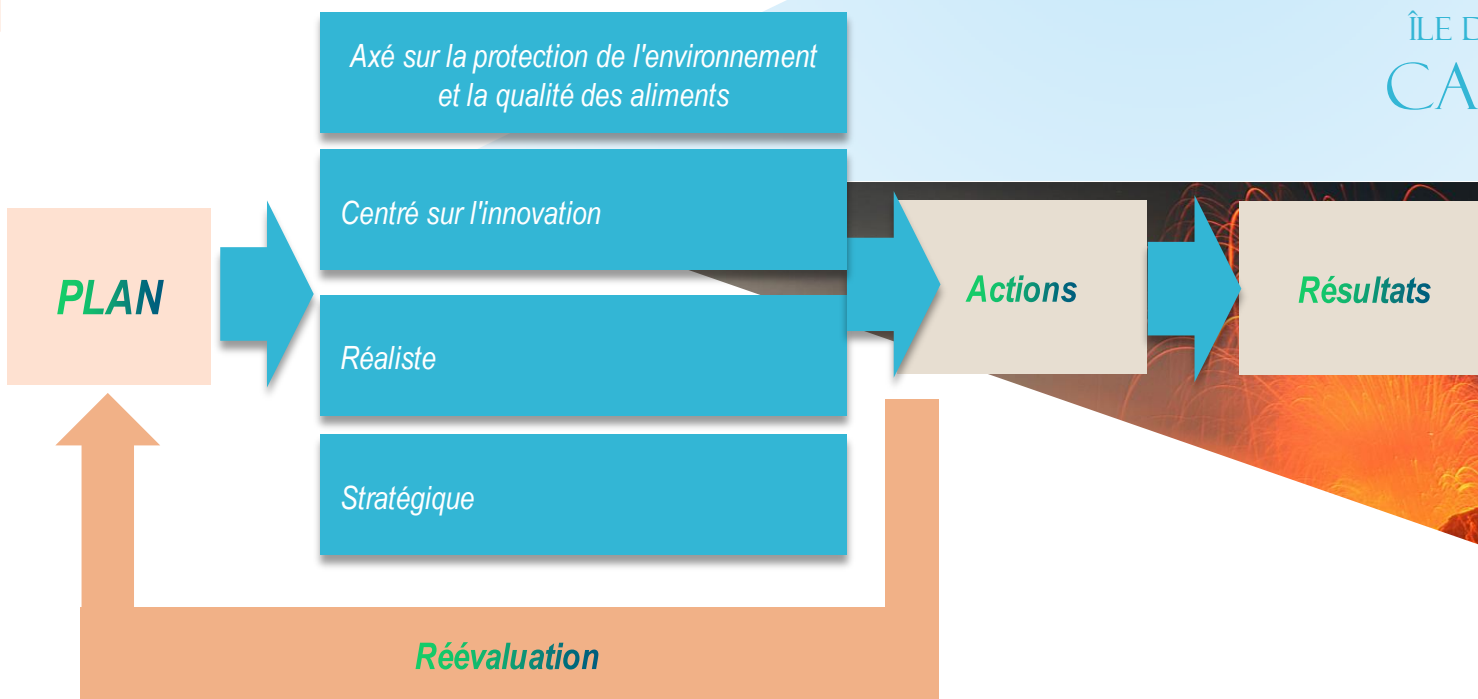 ÎLE D
CA
Axé sur la protection de l'environnement
et la qualité des aliments
Centré sur l'innovation
Réaliste
Stratégique
PLAN
Actions
Résultats
Réévaluation